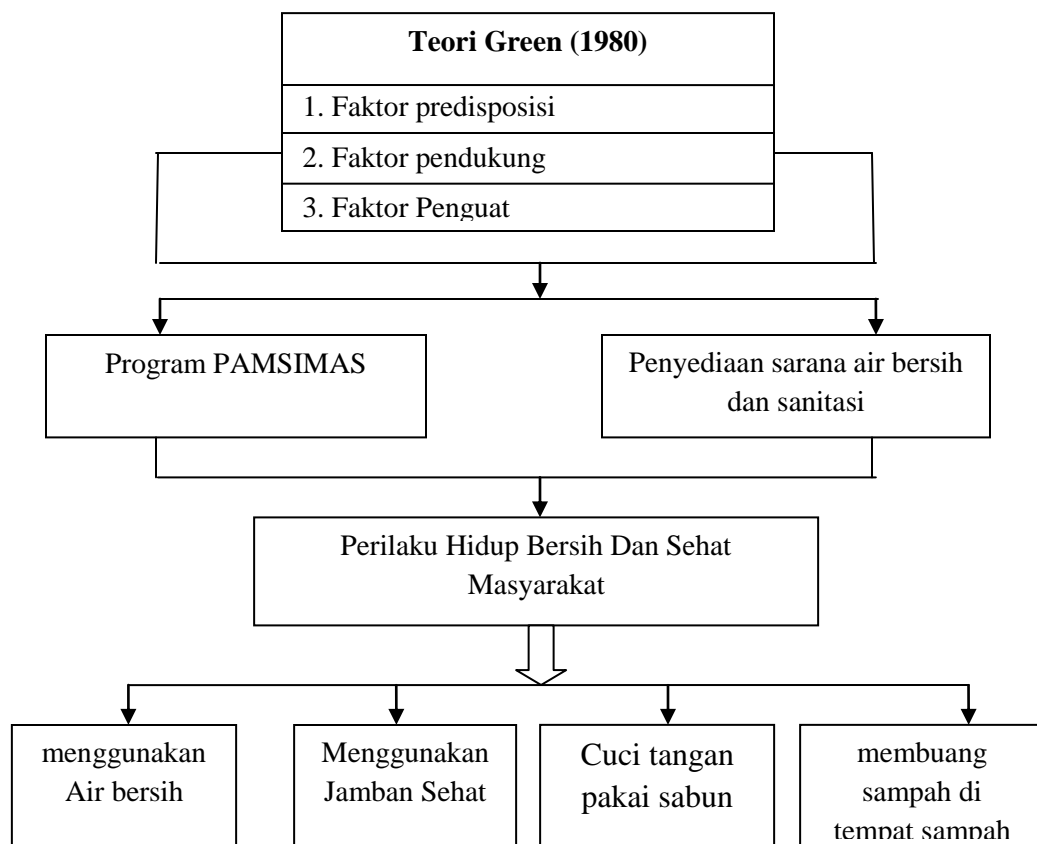 Teori Green (1980)
1. Faktor predisposisi
2. Faktor pendukung
3. Faktor Penguat
Program PAMSIMAS
Penyediaan sarana air bersih
dan sanitasi
Perilaku Hidup Bersih Dan Sehat
Masyarakat
menggunakan
Air bersih
Menggunakan
Jamban Sehat
Cuci tangan
pakai sabun
membuang
sampah di
tempat sampah